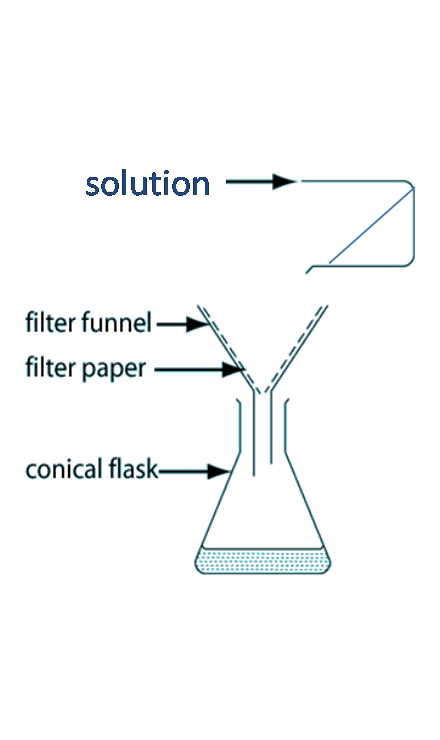 solution
filter funnel
filter paper
conical flask